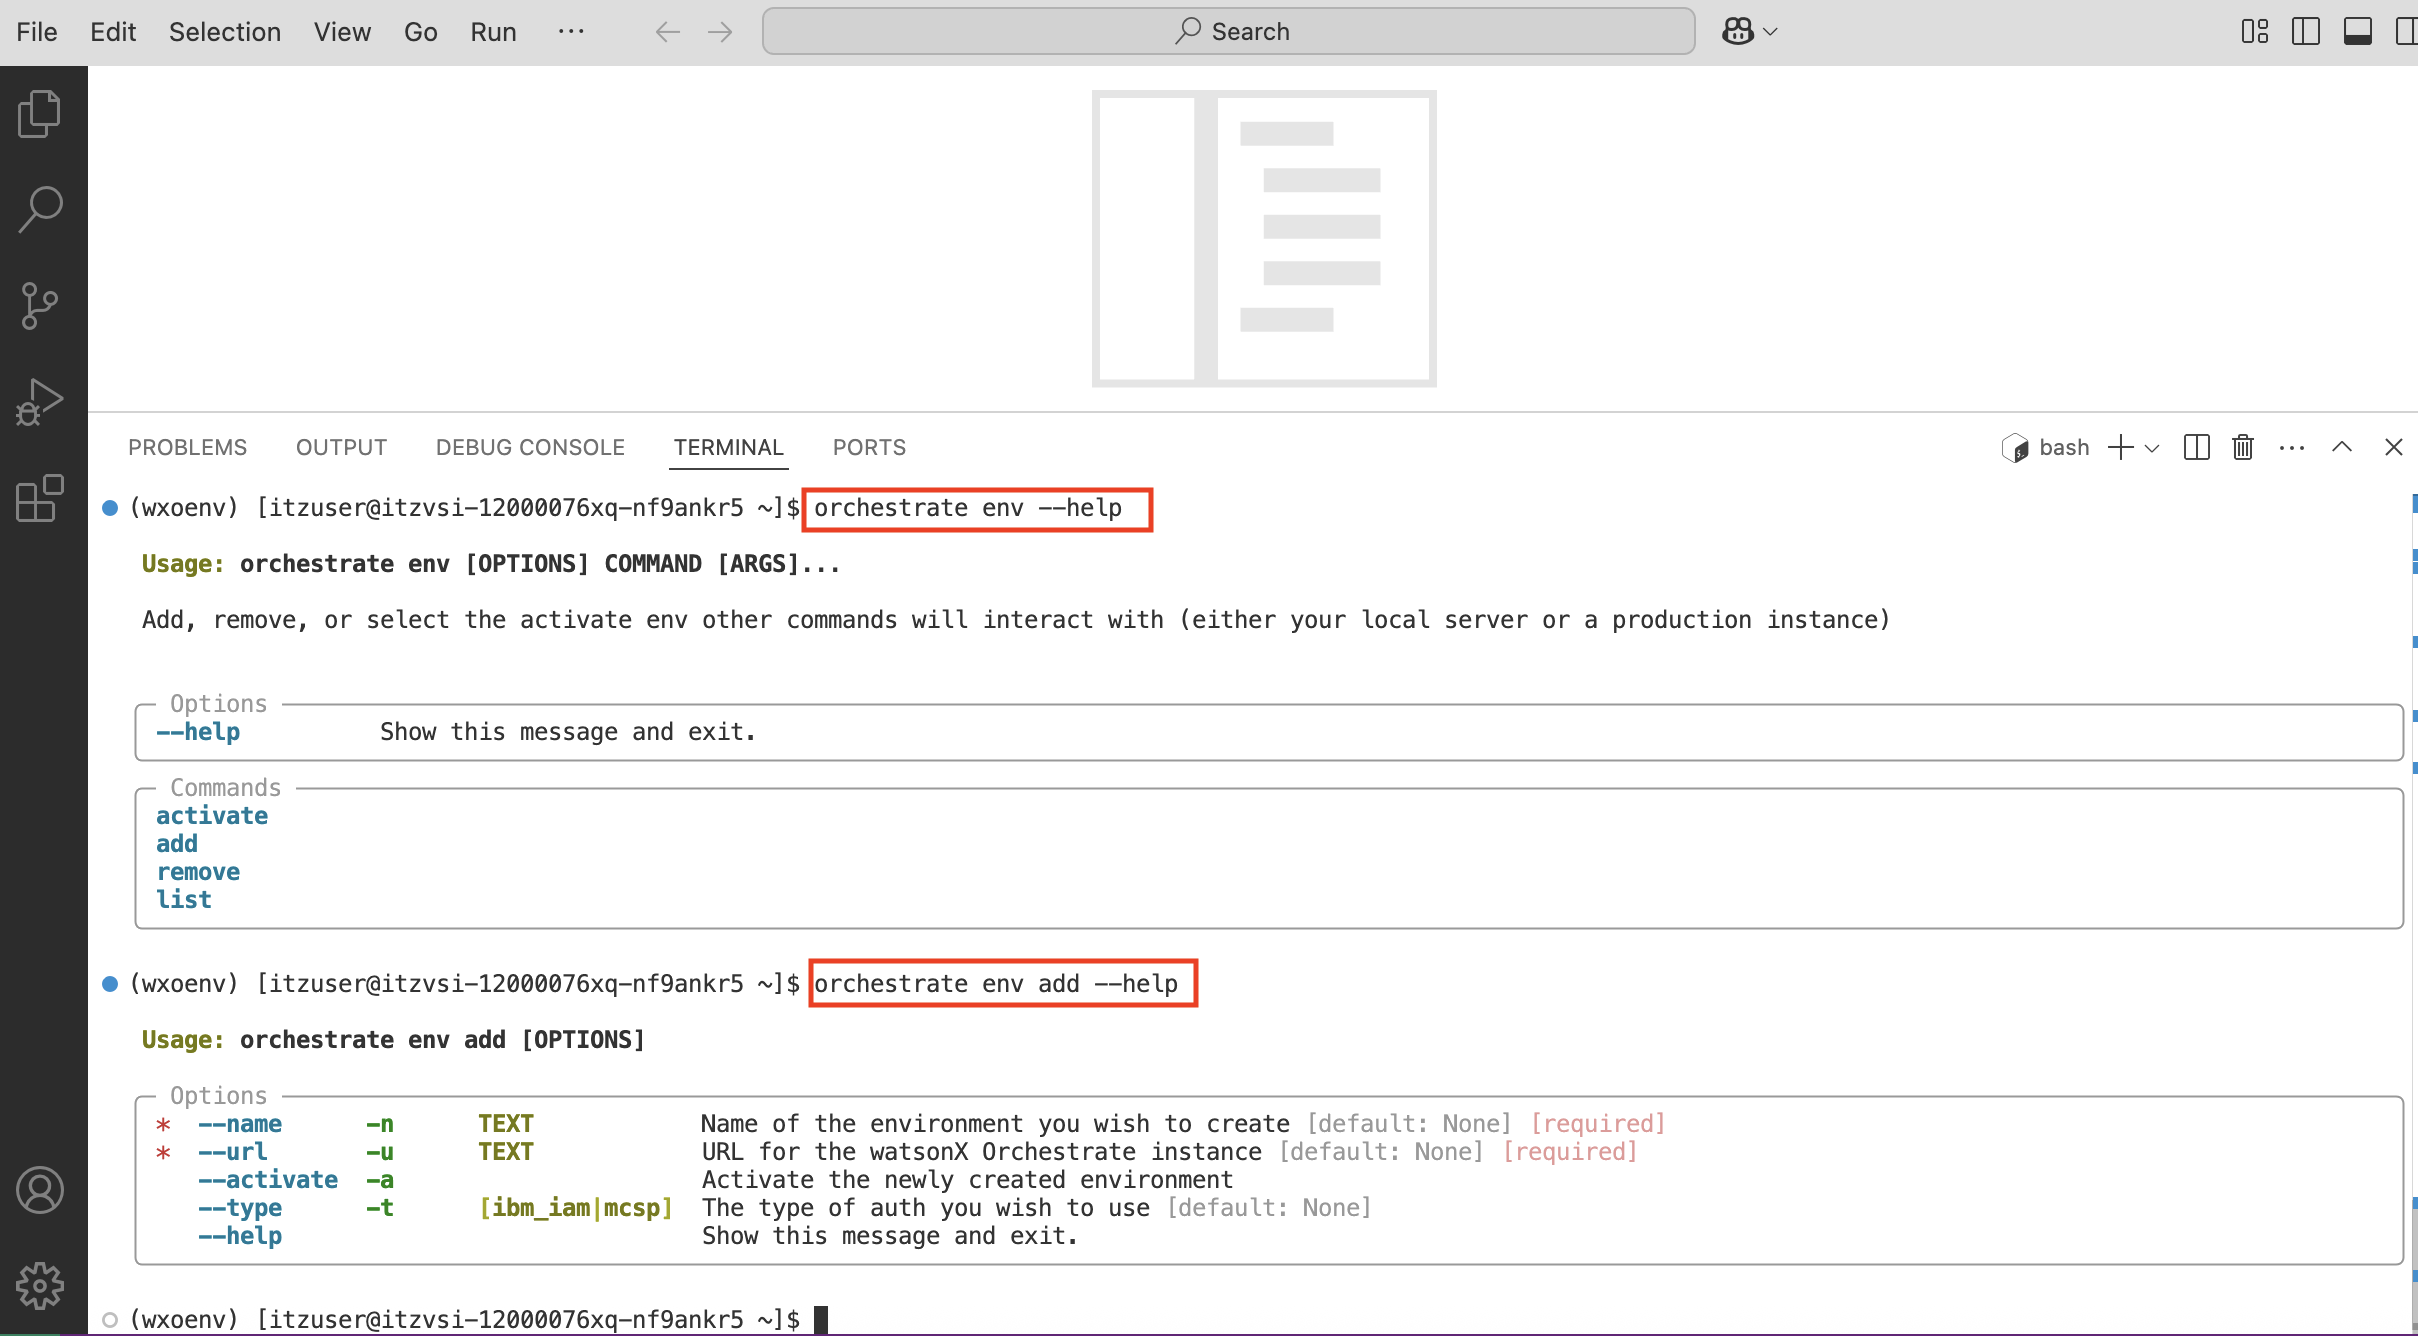 File Edit Selection View Go Run ··· Search
PROBLEMS OUTPUT DEBUG CONSOLE TERMINAL PORTS bash
(wxoenv) [itzuser@itzvsi-12000076xq-nf9ankr5 ~]$ orchestrate env --help
Usage: orchestrate env [OPTIONS] COMMAND [ARGS]...
Add, remove, or select the activate env other commands will interact with (either your local server or a production instance)
Options
--help Show this message and exit.
Commands
activate
add
remove
list
(wxoenv) [itzuser@itzvsi-12000076xq-nf9ankr5 ~]$ orchestrate env add --help
Usage: orchestrate env add [OPTIONS]
Options
* --name -n TEXT Name of the environment you wish to create [default: None] [required]
* --url -u TEXT URL for the watsonX Orchestrate instance [default: None] [required]
--activate -a Activate the newly created environment
--type -t [ibm_iam|mcsp] The type of auth you wish to use [default: None]
--help Show this message and exit.
(wxoenv) [itzuser@itzvsi-12000076xq-nf9ankr5 ~]$